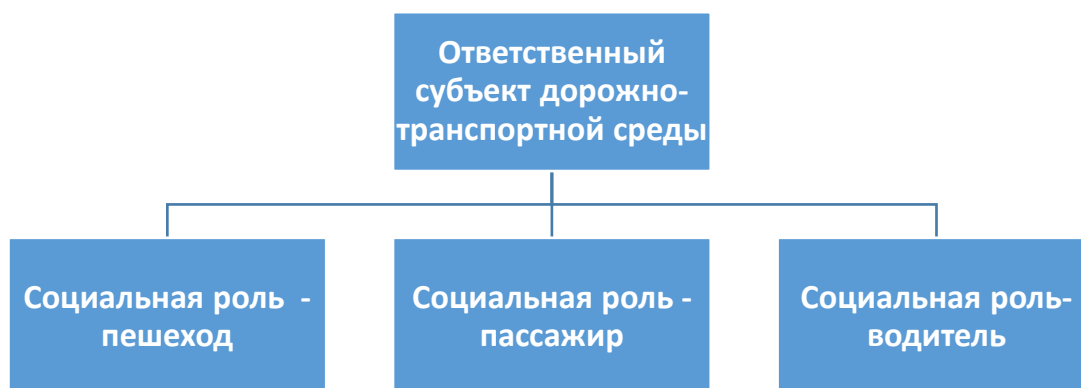 Ответственный
субъект дорожно-
транспортной среды
Социальная роль -
пешеход
Социальная роль -
пассажир
Социальная роль-
водитель